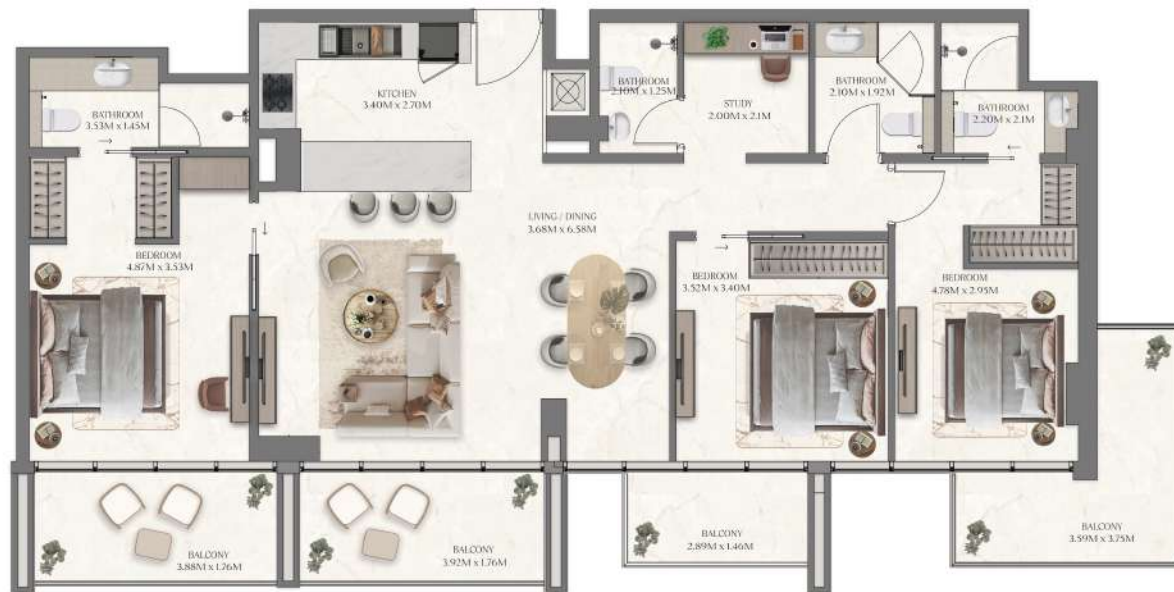 BATHROOM
3.53M x 1.45M
KITCHEN
3.40M x 2.70M
BATHROOM
2.10M x 1.25M
STUDY
2.00M x 2.1M
BATHROOM
2.10M x 1.92M
BATHROOM
2.20M x 2.1M
BEDROOM
4.87M x 3.53M
LIVING / DINING
3.68M x 6.58M
BEDROOM
3.52M x 3.40M
BEDROOM
4.78M x 2.95M
BALCONY
3.88M x 1.76M
BALCONY
3.92M x 1.76M
BALCONY
2.89M x 1.46M
BALCONY
3.59M x 3.75M